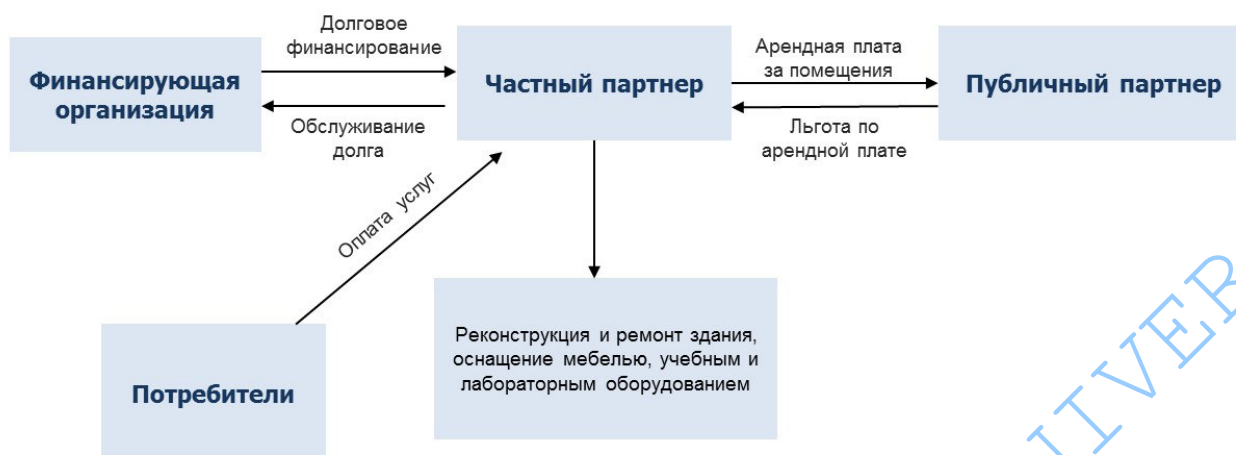 Долговое
финансирование
Финансирующая
организация
Обслуживание
долга
Частный партнер
Арендная плата
за помещения
Льгота по
арендной плате
Публичный партнер
Оплата услуг
Потребители
Реконструкция и ремонт здания,
оснащение мебелью, учебным и
лабораторным оборудованием